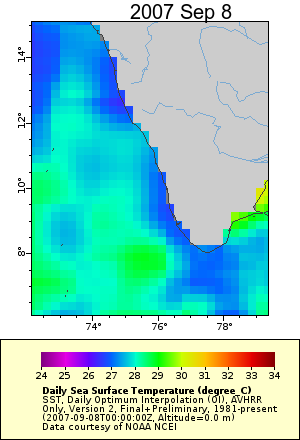 2007 Sep 8
14°
12°
10°
8°
74° 76° 78°
24 25 26 27 28 29 30 31 32 33 34
Daily Sea Surface Temperature (degree_C)
SST, Daily Optimum Interpolation (OI), AVHRR
Only, Version 2, Final+Preliminary, 1981-present
(2007-09-08T00:00:00Z, Altitude=0.0 m)
Data courtesy of NOAA NCEI